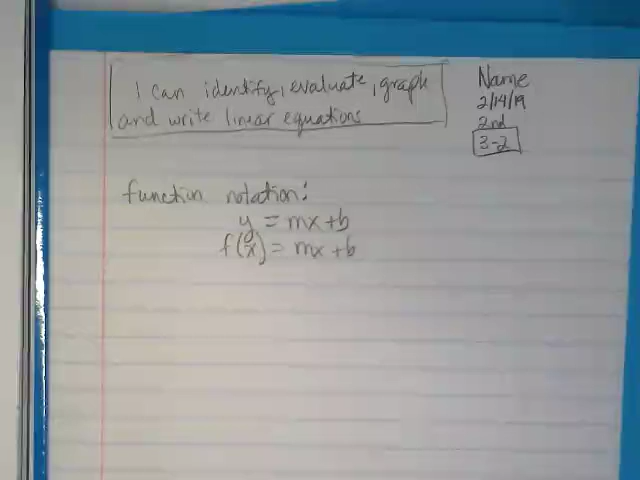 I can identify, evaluate, graph
and write linear equations
Name
2/14/19
2nd
3-2
function notation:
y = mx+b
f(x) = mx+b